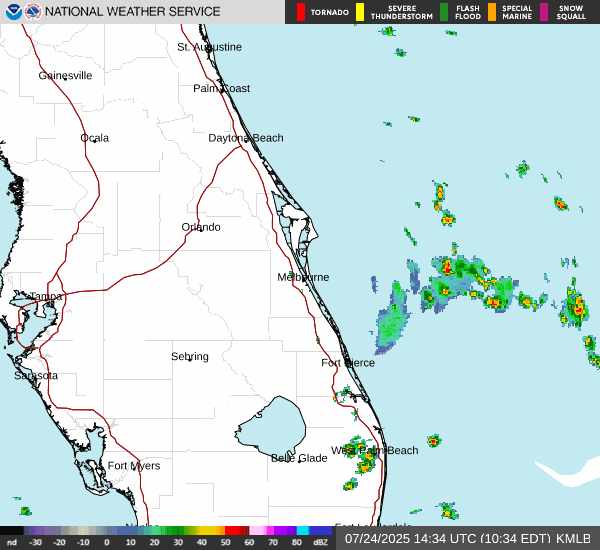 NATIONAL WEATHER SERVICE
TORNADO
SEVERE THUNDERSTORM
FLASH FLOOD
SPECIAL MARINE
SNOW SQUALL
St. Augustine
Gainesville
Palm Coast
Ocala
Daytona Beach
Orlando
Melbourne
Tampa
Sebring
Fort Pierce
Sarasota
West Palm Beach
Belle Glade
Fort Myers
nd -30 -20 -10 0 10 20 30 40 50 60 70 80 dBZ
07/24/2025 14:34 UTC (10:34 EDT) KMLB